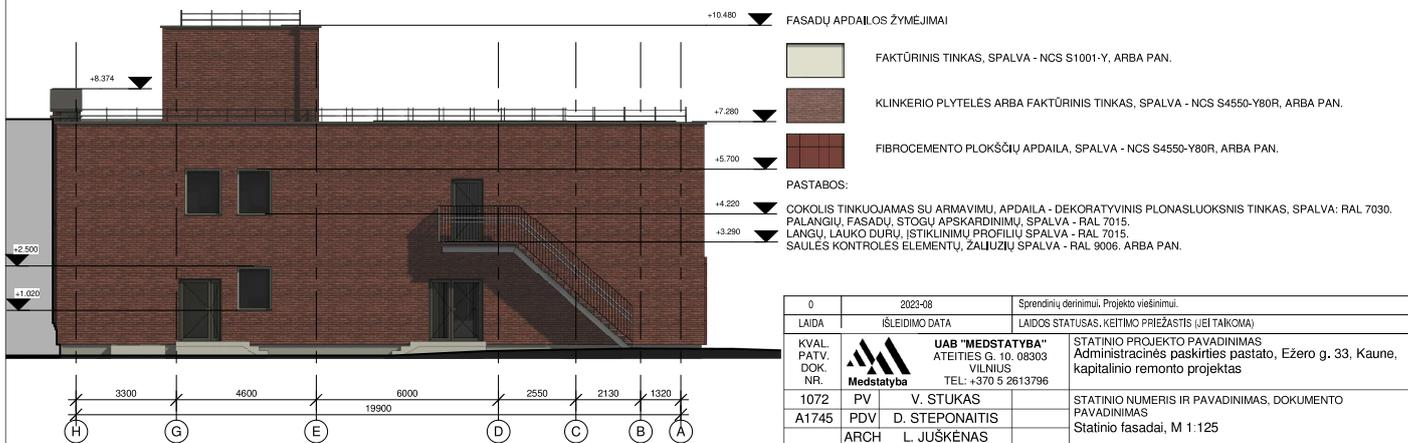 +10.480
+8.374
+7.280
+5.700
+4.220
+3.290
+2.500
+1.020
3300
4600
6000
2550
2130
1320
19900
H
G
E
D
C
B
A
FASADŲ APDAILOS ŽYMĖJIMAI
FAKTŪRINIS TINKAS, SPALVA - NCS S1001-Y, ARBA PAN.
KLINKERIO PLYTELĖS ARBA FAKTŪRINIS TINKAS, SPALVA - NCS S4550-Y80R, ARBA PAN.
FIBROCEMENTO PLOKŠČIŲ APDAILA, SPALVA - NCS S4550-Y80R, ARBA PAN.
PASTABOS:
COKOLIS TINKUOJAMAS SU ARMAVIMU, APDAILA - DEKORATYVINIS PLONASLUOKSNIS TINKAS, SPALVA: RAL 7030.
PALANGIŲ, FASADŲ, STOGŲ APSKARDINIMŲ, SPALVA - RAL 7015.
LANGŲ, LAUKO DURŲ, ĮSTIKLINIMŲ PROFILIŲ SPALVA - RAL 7015.
SAULĖS KONTROLĖS ELEMENTŲ, ŽALIUZIŲ SPALVA - RAL 9006. ARBA PAN.
0
2023-08
Sprendinių derinimui. Projekto viešinimui.
LAIDA
IŠLEIDIMO DATA
LAIDOS STATUSAS. KEITIMO PRIEŽASTIS (JEI TAIKOMA)
KVAL.
PATV.
DOK.
NR.
Medstatyba
UAB "MEDSTATYBA"
ATEITIES G. 10. 08303
VILNIUS
TEL: +370 5 2613796
STATINIO PROJEKTO PAVADINIMAS
Administracinės paskirties pastato, Ežero g. 33, Kaune,
kapitalinio remonto projektas
1072
PV
V. STUKAS
A1745
PDV
D. STEPONAITIS
ARCH
L. JUŠKĖNAS
STATINIO NUMERIS IR PAVADINIMAS, DOKUMENTO
PAVADINIMAS
Statinio fasadai, M 1:125